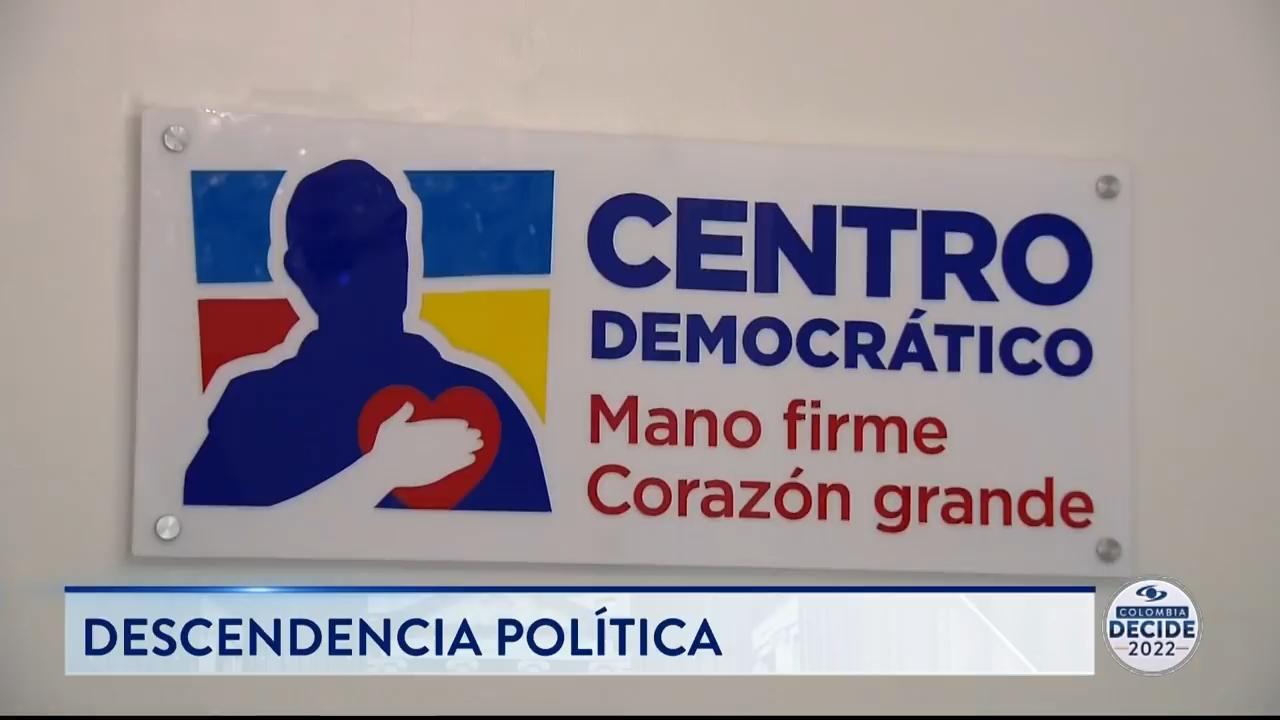 CENTRO
DEMOCRÁTICO
Mano firme
Corazón grande
DESCENDENCIA POLÍTICA
COLOMBIA
DECIDE
2022